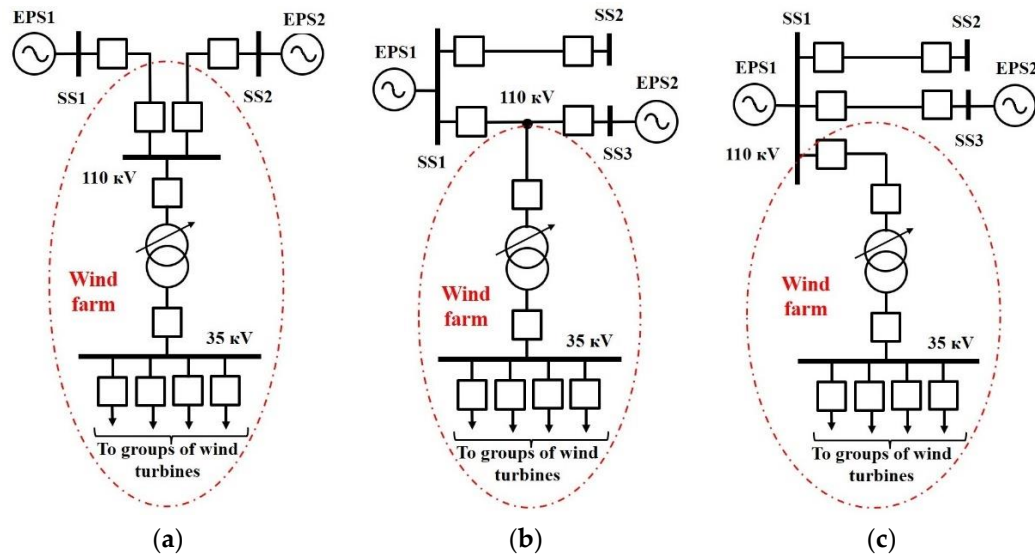 EPS1
EPS2
SS1
SS2
110 кV
Wind
farm
35 кV
To groups of wind
turbines
(a)
SS2
EPS1
EPS2
110 кV
SS1
SS3
Wind
farm
35 кV
To groups of wind
turbines
(b)
SS1
SS2
EPS1
EPS2
SS3
110 кV
Wind
farm
35 кV
To groups of wind
turbines
(c)